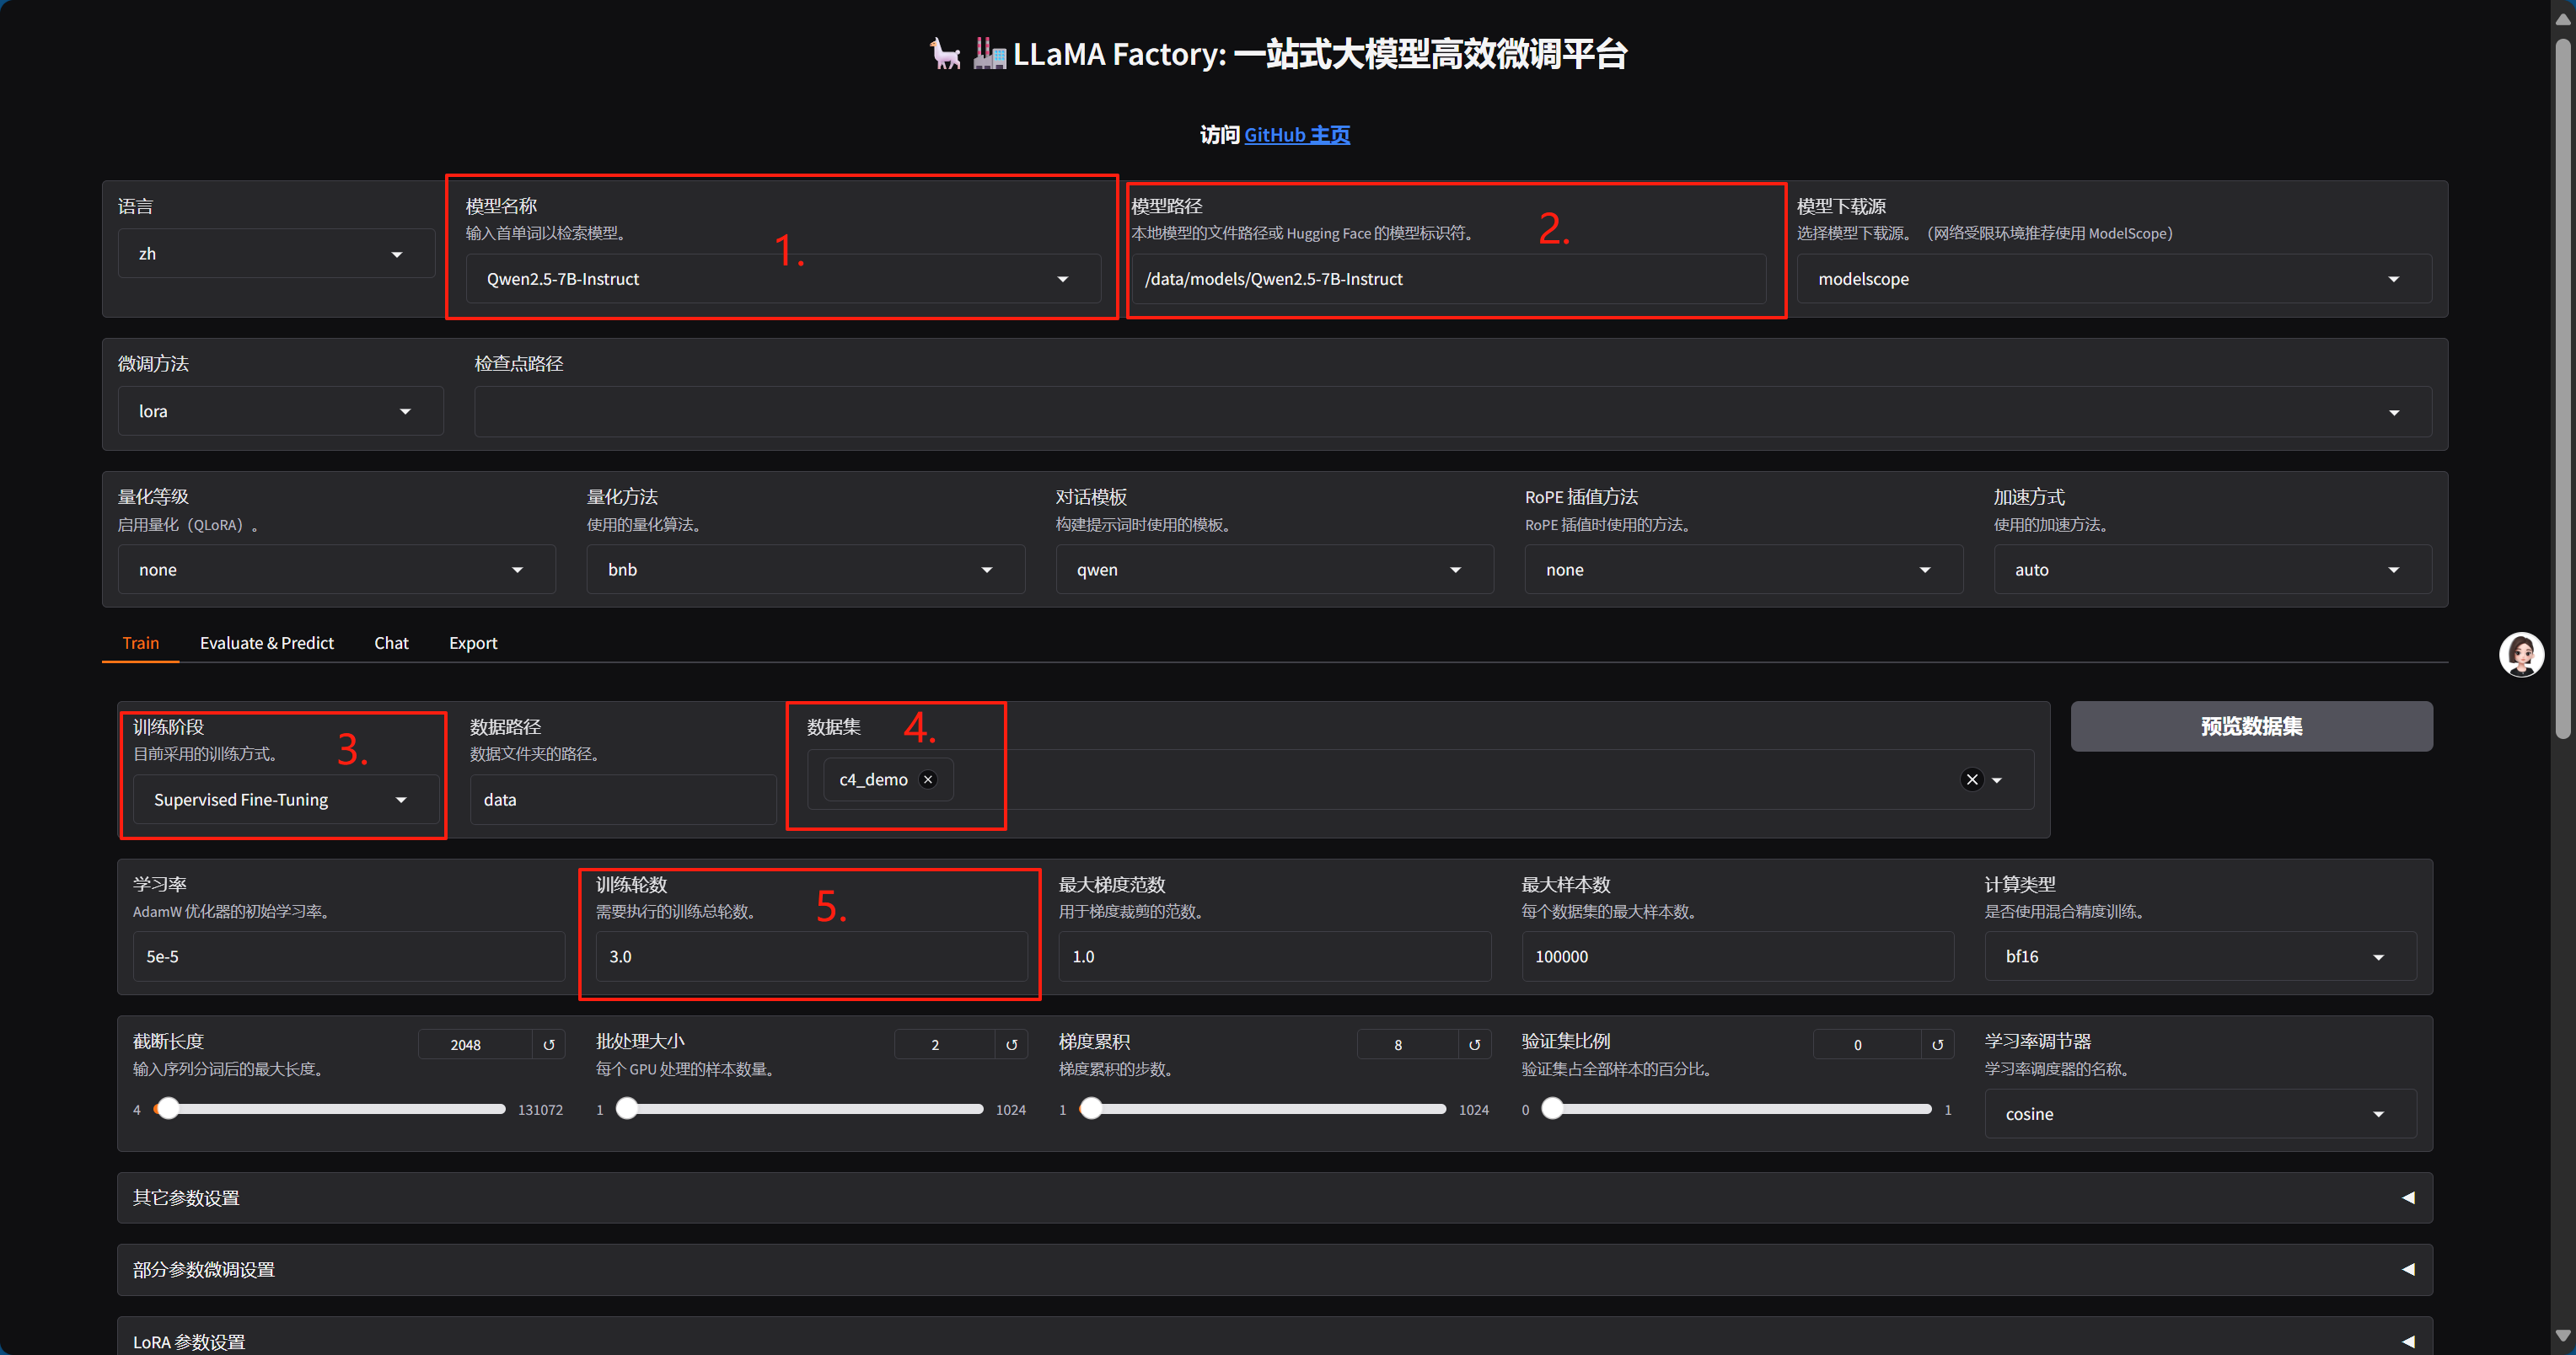 LLaMA Factory: 一站式大模型高效微调平台
访问 GitHub 主页
语言
zh
模型名称
输入首单词以检索模型。
1.
Qwen2.5-7B-Instruct
模型路径
本地模型的文件路径或 Hugging Face 的模型标识符。
2.
/data/models/Qwen2.5-7B-Instruct
模型下载源
选择模型下载源。（网络受限环境推荐使用 ModelScope）
modelscope
微调方法
lora
检查点路径
量化等级
启用量化（QLoRA）。
none
量化方法
使用的量化算法。
bnb
对话模板
构建提示词时使用的模板。
qwen
RoPE 插值方法
RoPE 插值时使用的方法。
none
加速方式
使用的加速方法。
auto
Train Evaluate & Predict Chat Export
训练阶段
目前采用的训练方式。
3.
Supervised Fine-Tuning
数据路径
数据文件夹的路径。
data
数据集
4.
c4_demo
预览数据集
学习率
AdamW 优化器的初始学习率。
5e-5
训练轮数
需要执行的训练总轮数。
5.
3.0
最大梯度范数
用于梯度裁剪的范数。
1.0
最大样本数
每个数据集的最大样本数。
100000
计算类型
是否使用混合精度训练。
bf16
截断长度
2048
输入序列分词后的最大长度。
4 131072
批处理大小
2
每个 GPU 处理的样本数量。
1 1024
梯度累积
8
梯度累积的步数。
1 1024
验证集比例
0
验证集占全部样本的百分比。
0 1
学习率调节器
学习率调度器的名称。
cosine
其它参数设置
部分参数微调设置
LoRA 参数设置